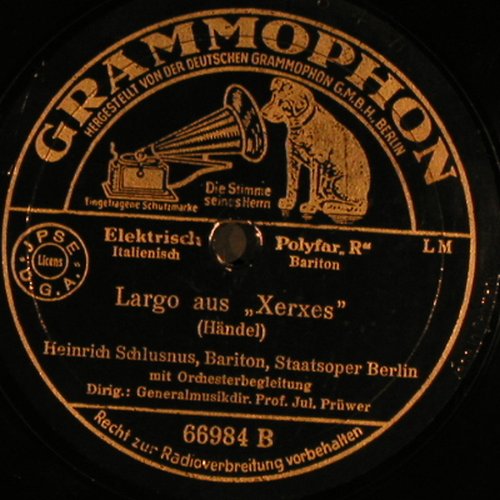 GRAMMOPHON
HERGESTELLT VON DER DEUTSCHEN GRAMMOPHON G.M.B.H., BERLIN
Die Stimme
seines Herrn
Eingetragene Schutzmarke
Elektrisch
Italienisch
Polyfar „R“
Bariton
L M
JPSE
Licens
D.G.A.
Largo aus „Xerxes”
(Händel)
Heinrich Schlusnus, Bariton, Staatsoper Berlin
mit Orchesterbegleitung
Dirig.: Generalmusikdir. Prof. Jul. Prüwer
66984 B
Recht zur Radioverbreitung vorbehalten